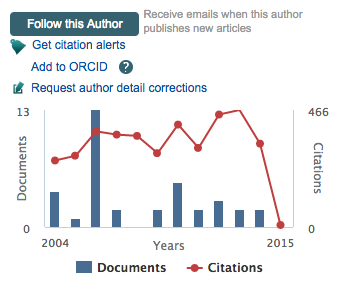 Follow this Author
Receive emails when this author
publishes new articles
Get citation alerts
Add to ORCID ?
Request author detail corrections
13
466
Documents
Citations
0
0
2004
Years
2015
Documents
Citations